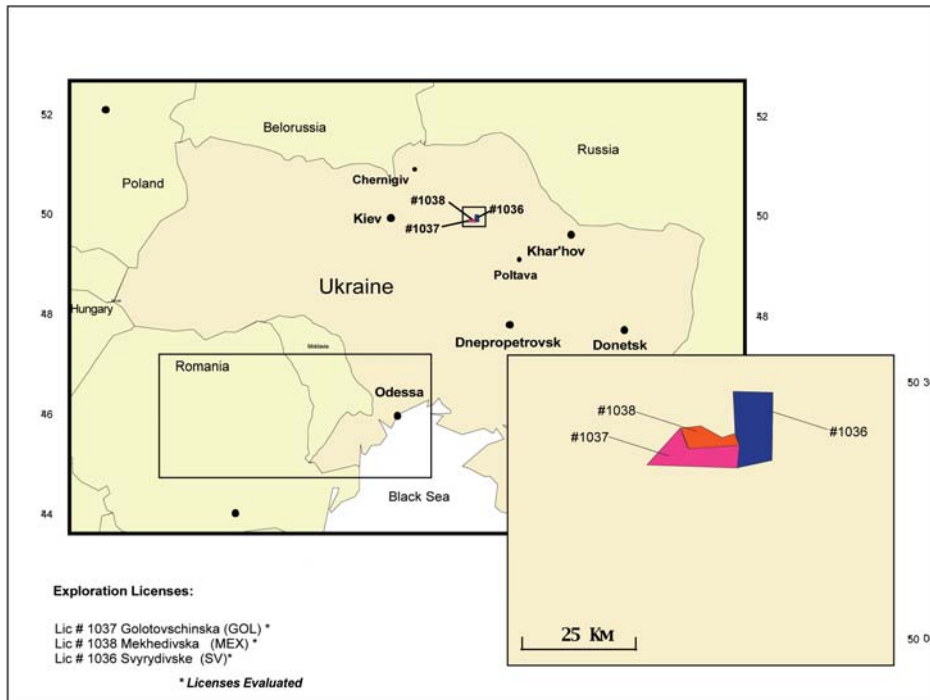 52
52
Belorussia
Russia
Poland
Chernigiv
#1038
#1036
50
50
Kiev
#1037
Khar'hov
Poltava
Ukraine
Hungary
48
48
Dnepropetrovsk
Donetsk
Romania
Odessa
46
50 3
#1038
#1037
#1036
Black Sea
44
Exploration Licenses:
Lic # 1037 Golotovschinska (GOL) *
Lic # 1038 Mekhedivska (MEX) *
Lic # 1036 Svyrydivske (SV)*
* Licenses Evaluated
25 Km
50 0